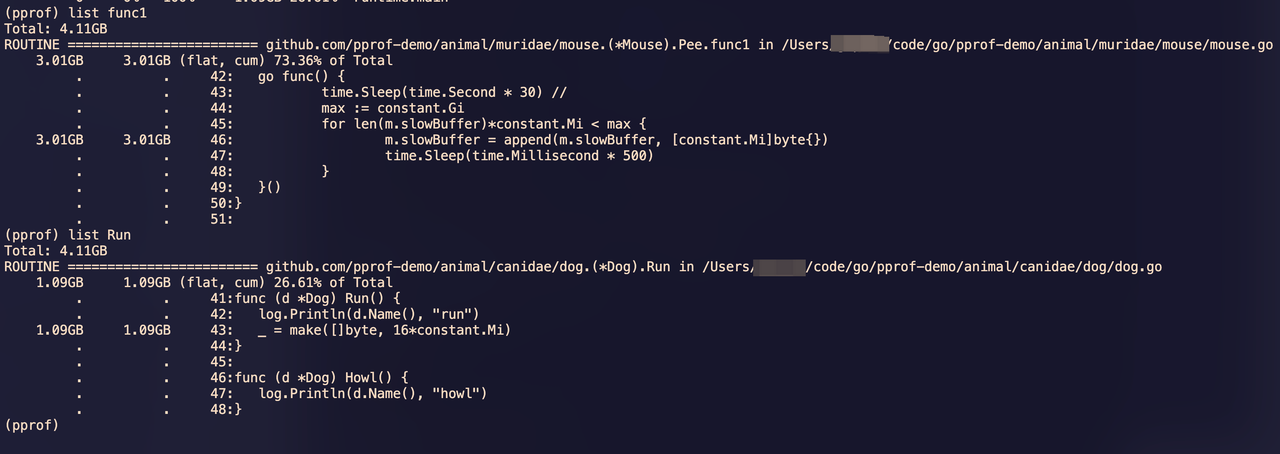 (pprof) list func1
Total: 4.11GB
ROUTINE ======================== github.com/pprof-demo/animal/muridae/mouse.(*Mouse).Pee.func1 in /Users/ /code/go/pprof-demo/animal/muridae/mouse/mouse.go
3.01GB 3.01GB (flat, cum) 73.36% of Total
. . 42: go func() {
. . 43: time.Sleep(time.Second * 30) //
. . 44: max := constant.Gi
. . 45: for len(m.slowBuffer)*constant.Mi < max {
3.01GB 3.01GB 46: m.slowBuffer = append(m.slowBuffer, [constant.Mi]byte{})
. . 47: time.Sleep(time.Millisecond * 500)
. . 48: }
. . 49: }()
. . 50:}
. . 51:
(pprof) list Run
Total: 4.11GB
ROUTINE ======================== github.com/pprof-demo/animal/canidae/dog.(*Dog).Run in /Users/ /code/go/pprof-demo/animal/canidae/dog/dog.go
1.09GB 1.09GB (flat, cum) 26.61% of Total
. . 41:func (d *Dog) Run() {
. . 42: log.Println(d.Name(), "run")
1.09GB 1.09GB 43: _ = make([]byte, 16*constant.Mi)
. . 44:}
. . 45:
. . 46:func (d *Dog) Howl() {
. . 47: log.Println(d.Name(), "howl")
. . 48:}
(pprof)